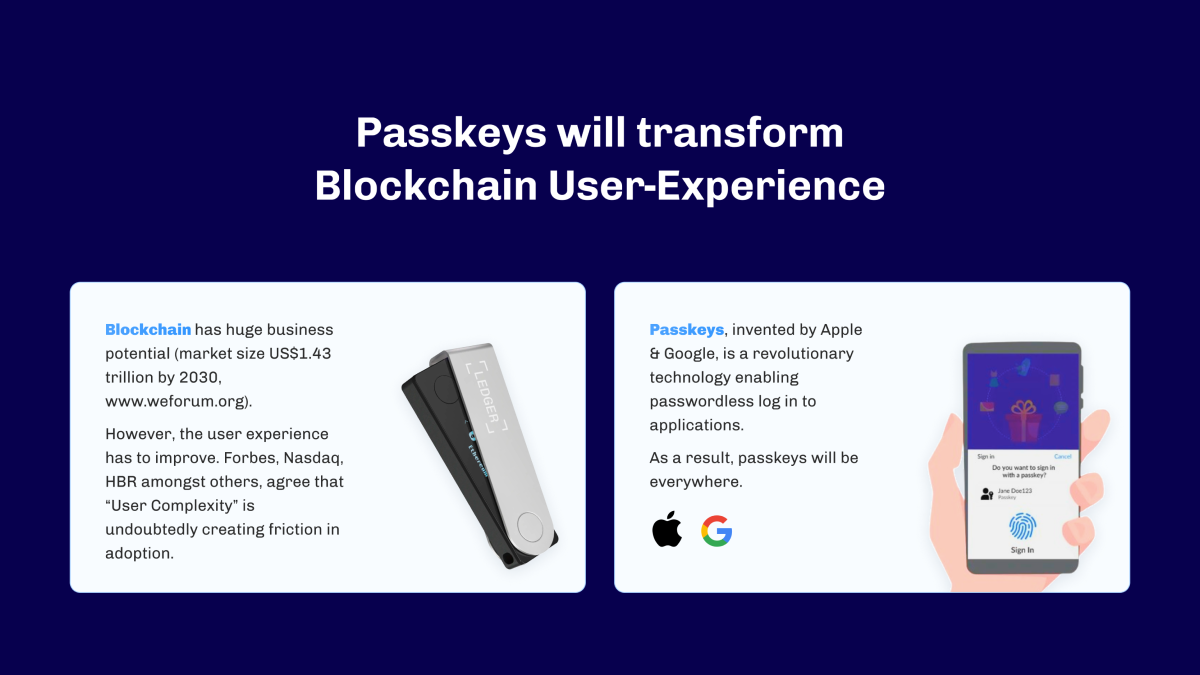 Passkeys will transform
Blockchain User-Experience
Blockchain has huge business
potential (market size US$1.43
trillion by 2030,
www.weforum.org).
However, the user experience
has to improve. Forbes, Nasdaq,
HBR amongst others, agree that
“User Complexity” is
undoubtedly creating friction in
adoption.
LEDGER
Ethereum
Passkeys, invented by Apple
& Google, is a revolutionary
technology enabling
passwordless log in to
applications.
As a result, passkeys will be
everywhere.
Sign in Cancel
Do you want to sign in
with a passkey?
Jane Doe123
Passkey
Sign In